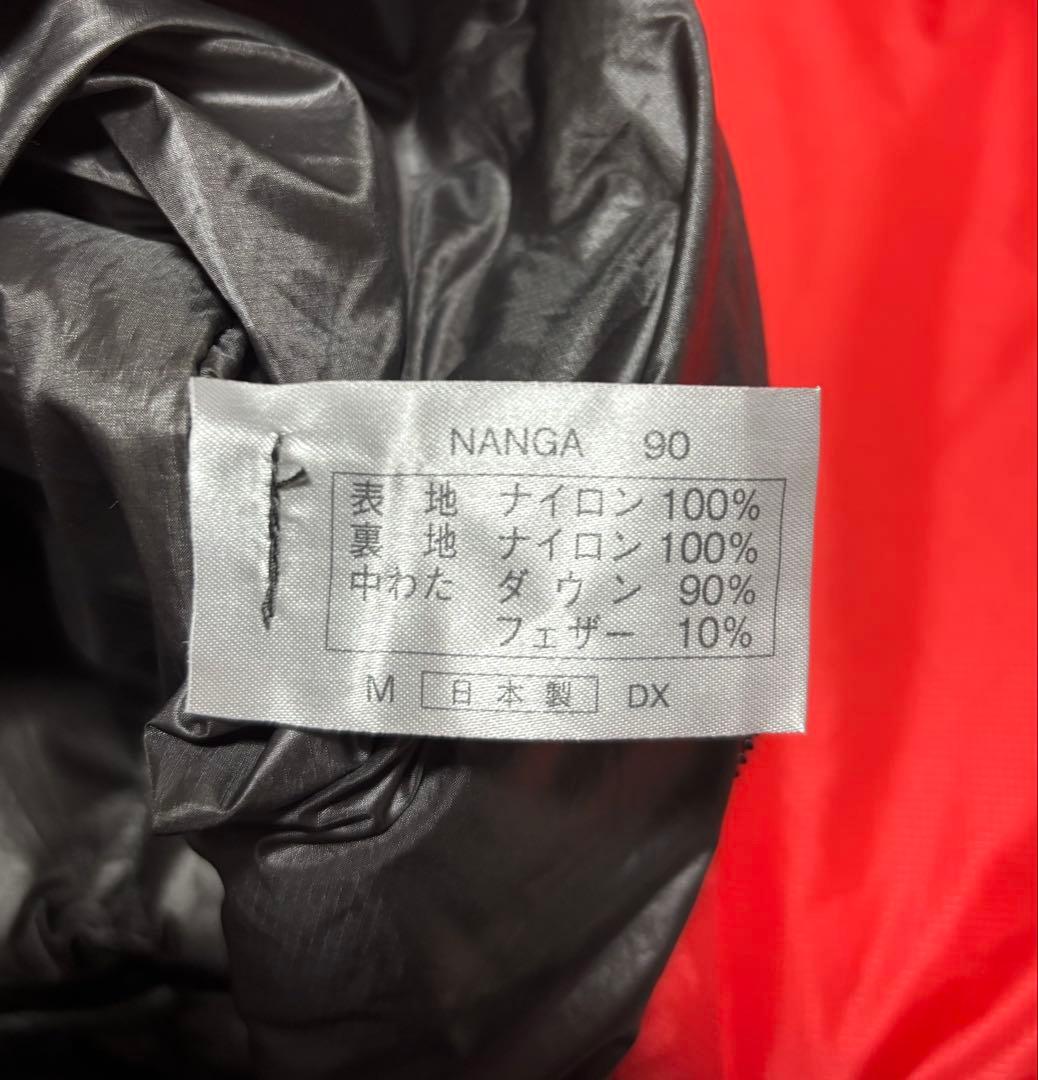 NANGA 90
表地 ナイロン 100%
裏地 ナイロン 100%
中わた ダウン 90%
フェザー 10%
M 日本製 DX